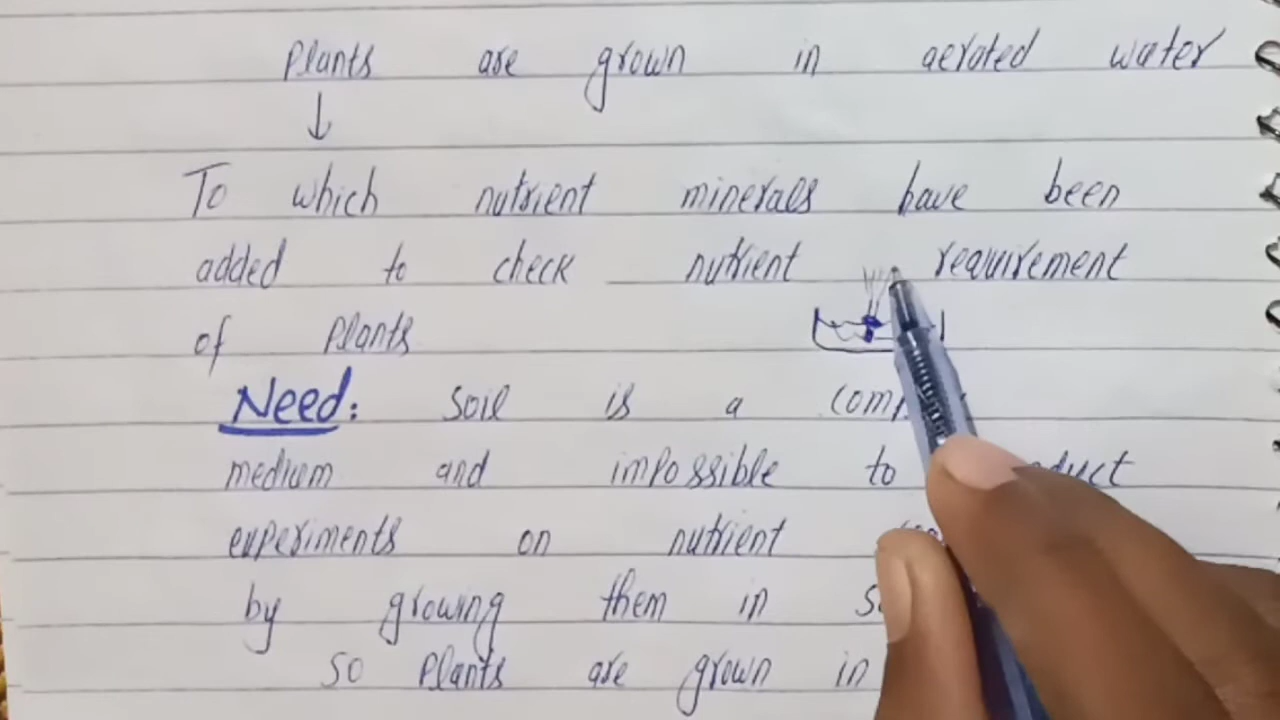 Plants are grown in aerated water
To which nutrient minerals have been
added to check nutrient requirement
of Plants
Need: Soil is a
medium and impossible to
experiments on nutrient
by growing them in
So Plants are grown in